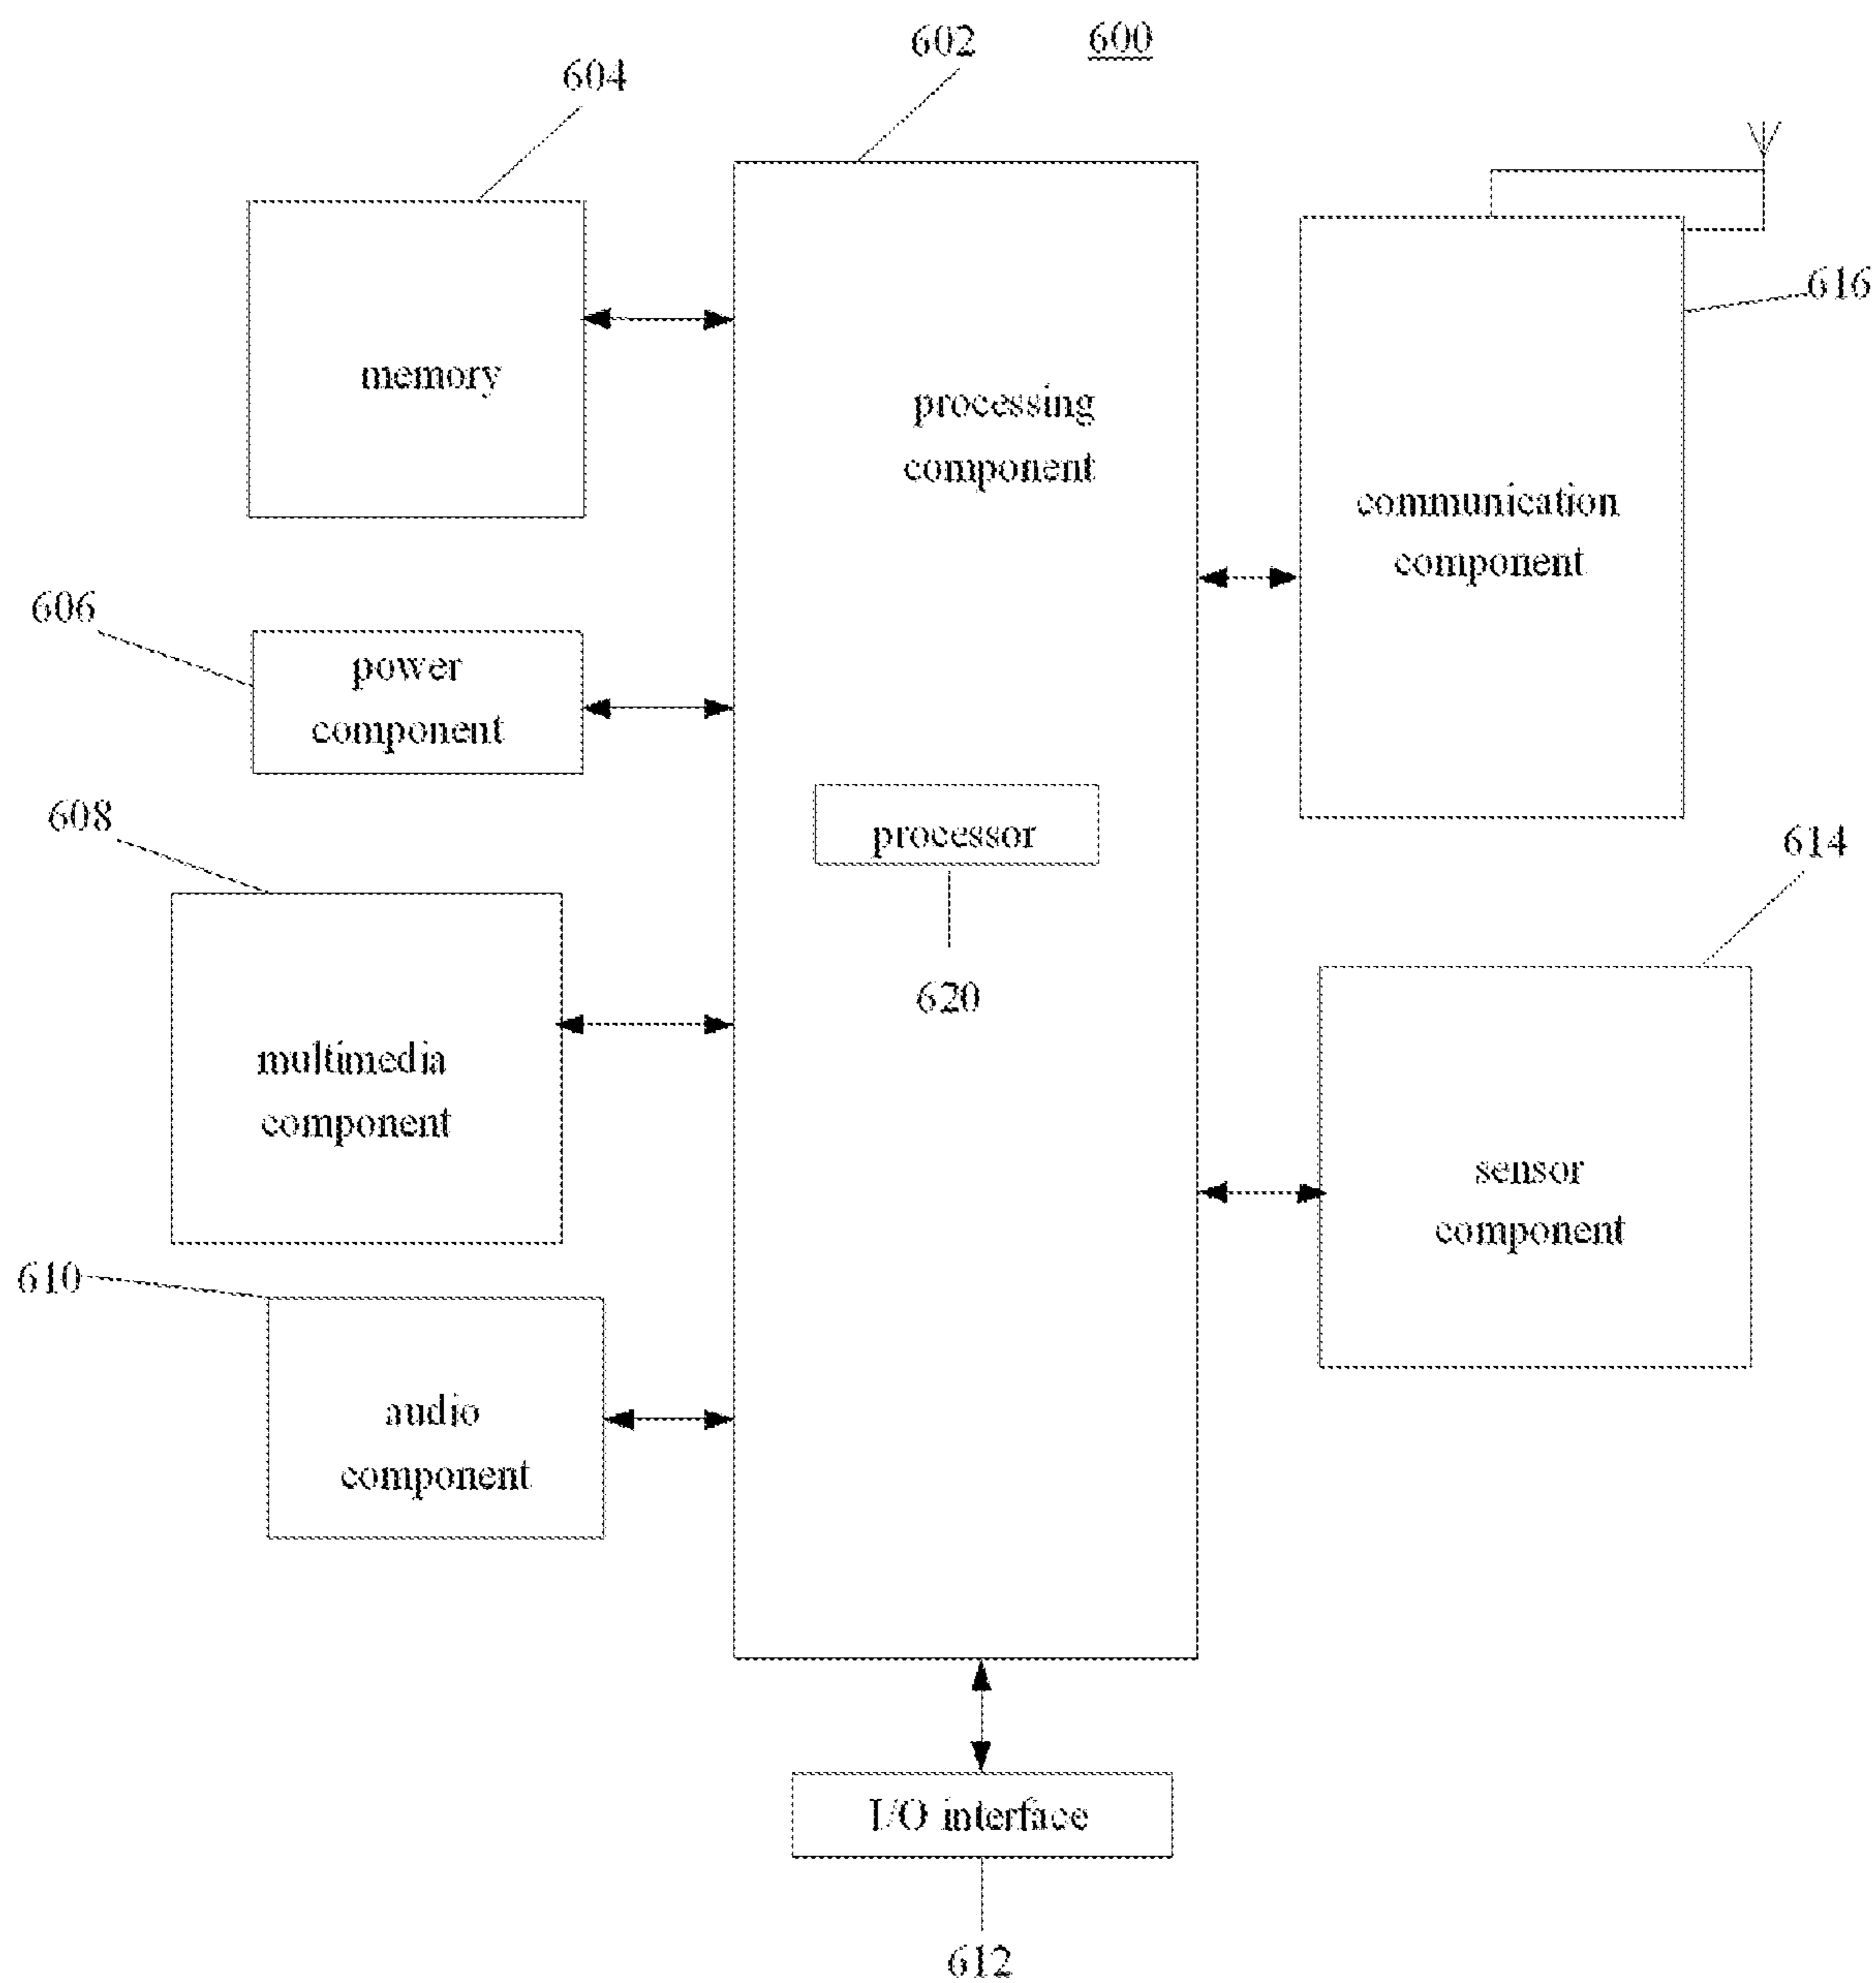 602
600
604
616
memory
processing
component
communication
component
606
power
component
608
processor
614
620
multimedia
component
sensor
component
610
audio
component
I/O interface
612